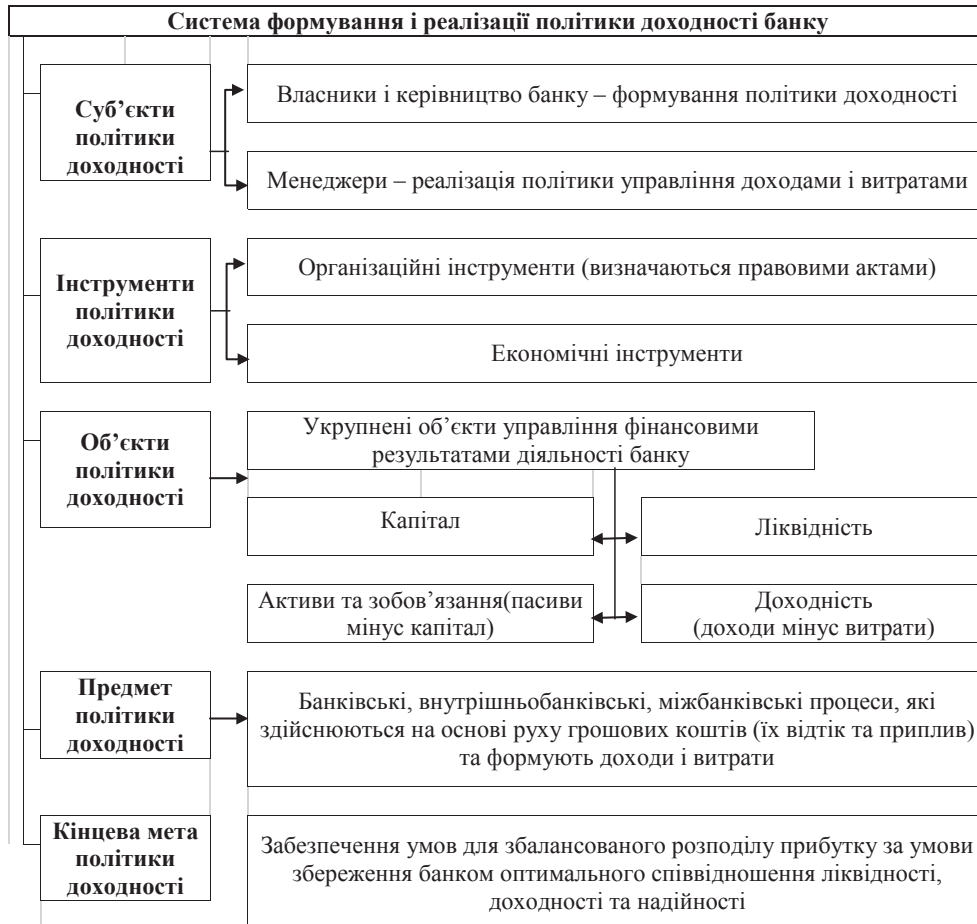 Система формування і реалізації політики доходності банку
Суб’єкти
політики
доходності
Власники і керівництво банку – формування політики доходності
Менеджери – реалізація політики управління доходами і витратами
Інструменти
політики
доходності
Організаційні інструменти (визначаються правовими актами)
Економічні інструменти
Об’єкти
політики
доходності
Укрупнені об’єкти управління фінансовими
результатами діяльності банку
Капітал
Ліквідність
Активи та зобов’язання(пасиви
мінус капітал)
Доходність
(доходи мінус витрати)
Предмет
політики
доходності
Банківські, внутрішньобанківські, міжбанківські процеси, які
здійснюються на основі руху грошових коштів (їх відтік та приплив)
та формують доходи і витрати
Кінцева мета
політики
доходності
Забезпечення умов для збалансованого розподілу прибутку за умови
збереження банком оптимального співвідношення ліквідності,
доходності та надійності